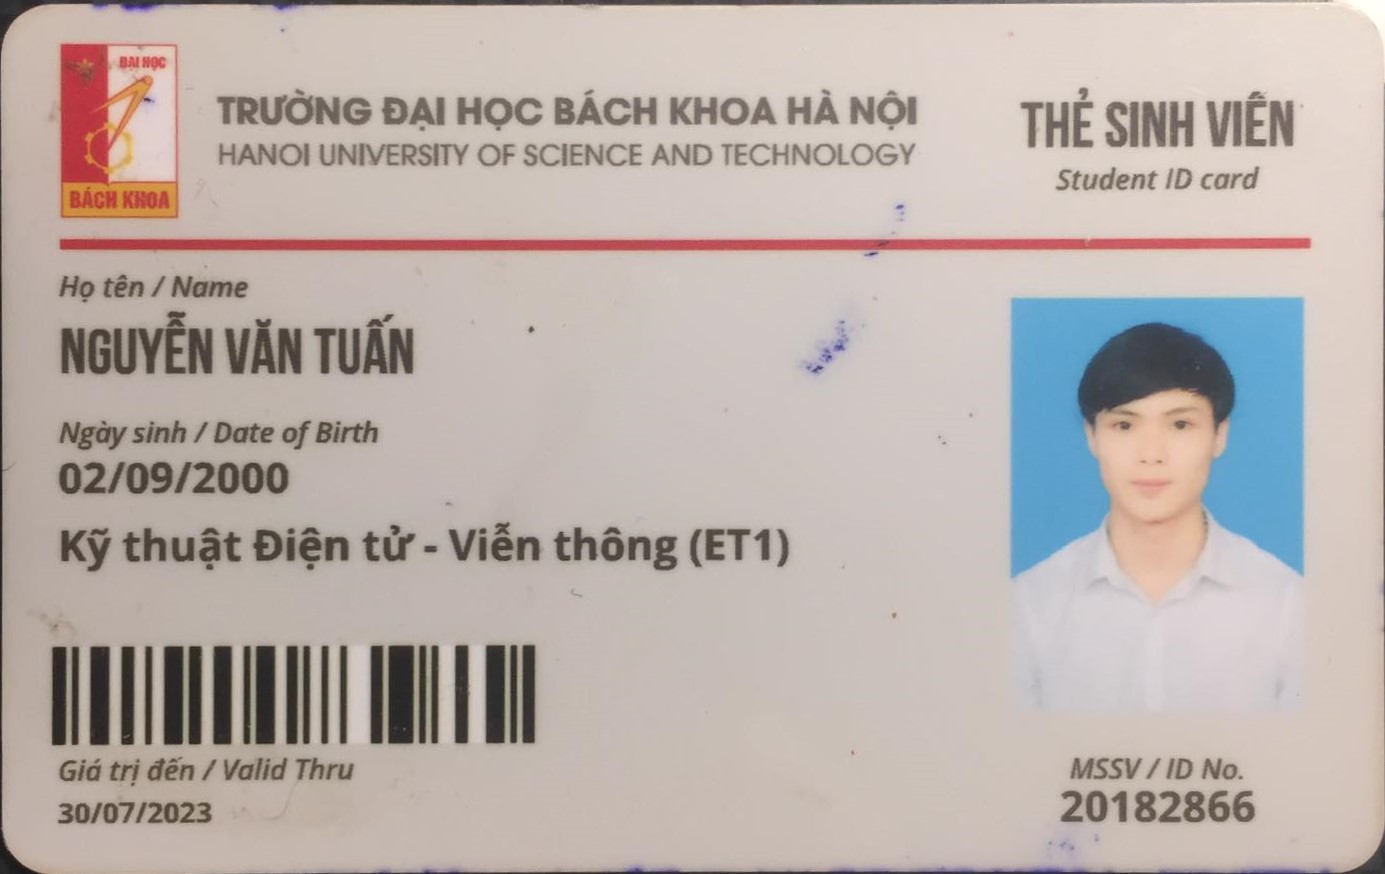 ĐẠI HỌC
BÁCH KHOA
TRƯỜNG ĐẠI HỌC BÁCH KHOA HÀ NỘI
HANOI UNIVERSITY OF SCIENCE AND TECHNOLOGY
THẺ SINH VIÊN
Student ID card
Họ tên / Name
NGUYỄN VĂN TUẤN
Ngày sinh / Date of Birth
02/09/2000
Kỹ thuật Điện tử - Viễn thông (ET1)
Giá trị đến / Valid Thru
30/07/2023
MSSV / ID No.
20182866